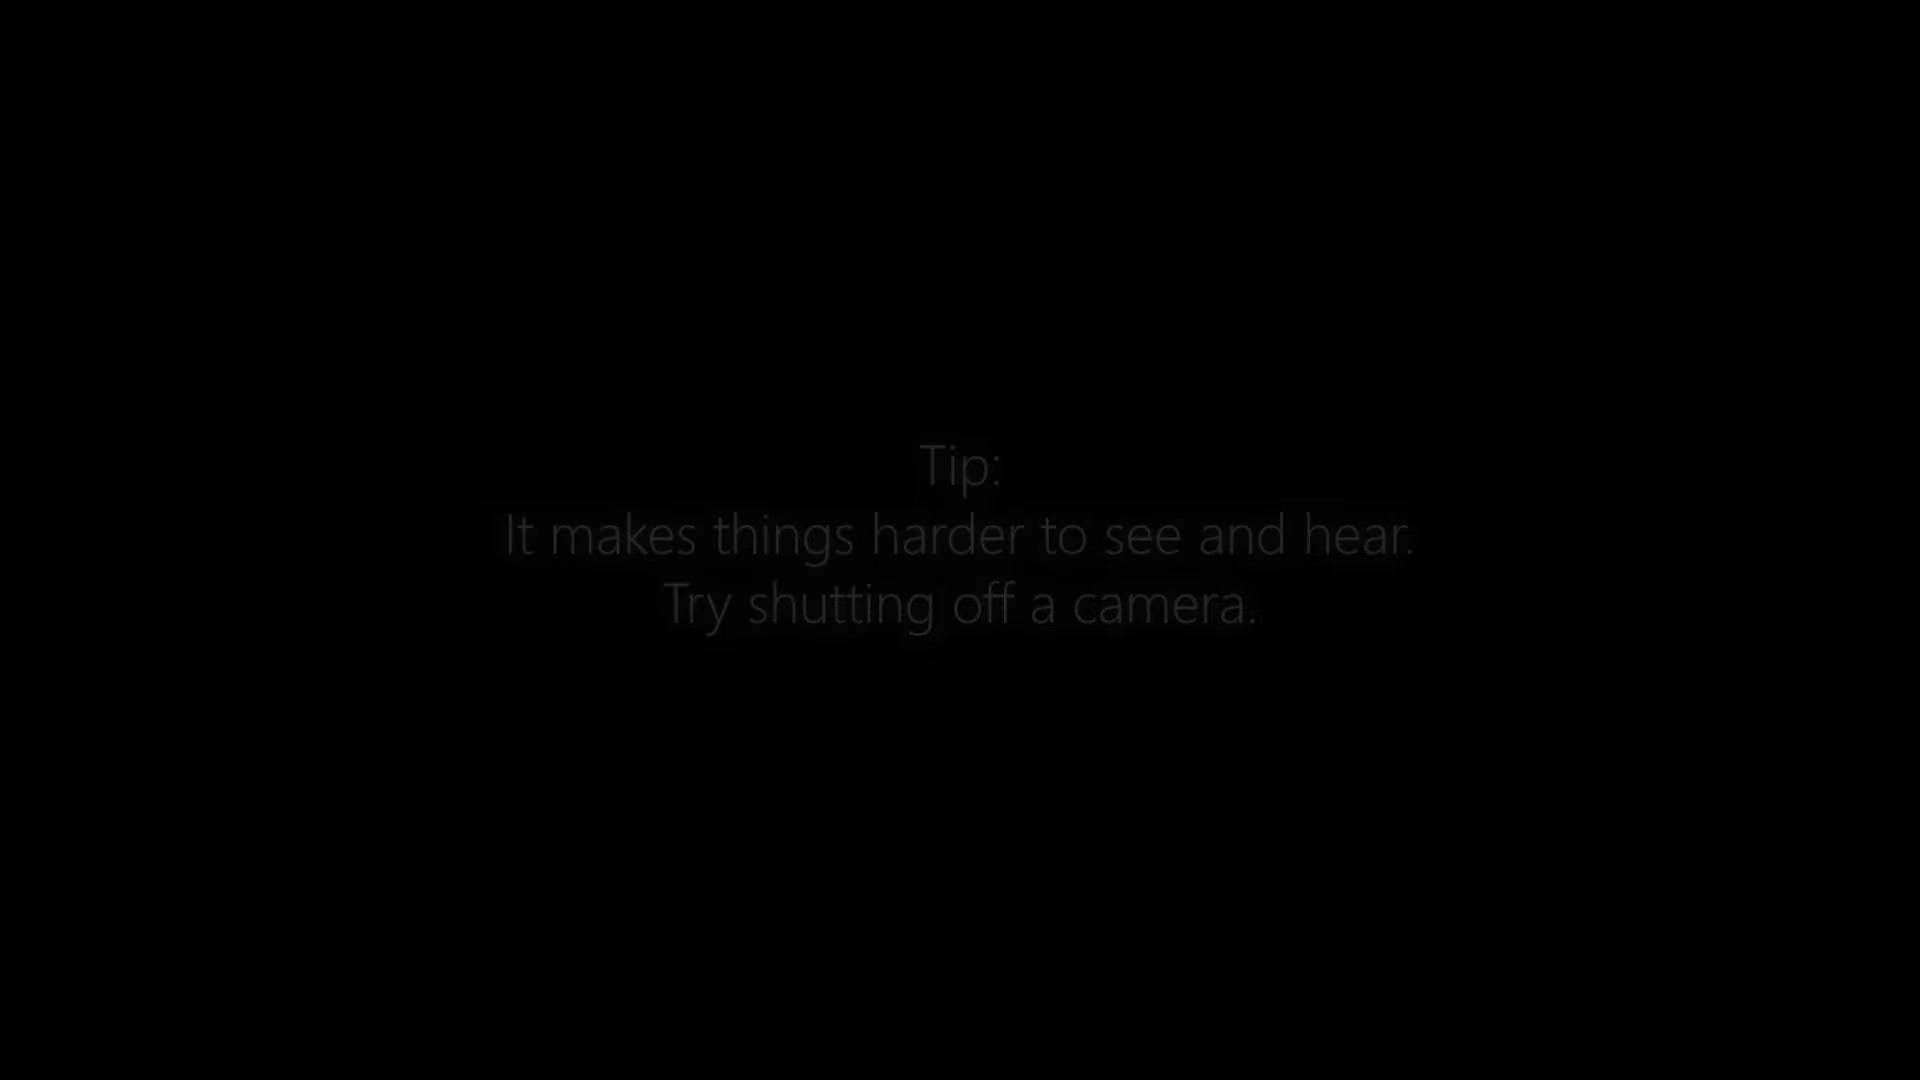 Tip:
It makes things harder to see and hear.
Try shutting off a camera.